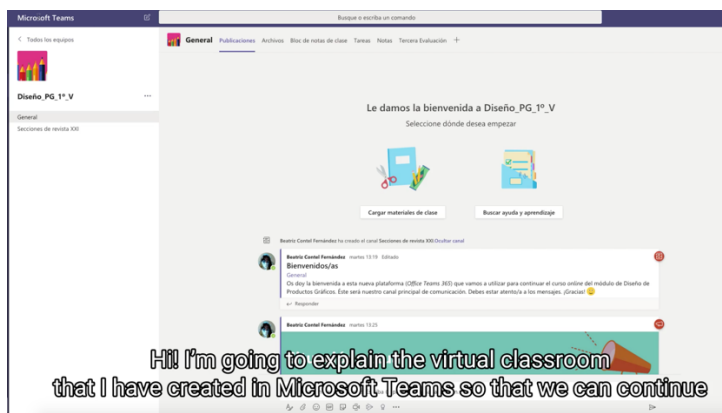 Microsoft Teams
Busque o escriba un comando
Todos los equipos
Diseño_PG_1º_V
General
Secciones de revista XXI
General Publicaciones Archivos Bloc de notas de clase Tareas Notas Tercera Evaluación
Le damos la bienvenida a Diseño_PG_1º_V
Seleccione dónde desea empezar
Cargar materiales de clase
Buscar ayuda y aprendizaje
Beatriz Contel Fernández ha creado el canal Secciones de revista XXI Ocultar canal
Beatriz Contel Fernández martes 13:19 Editado
Bienvenidos/as
General
Os doy la bienvenida a esta nueva plataforma (Office Teams 365) que vamos a utilizar para continuar el curso online del módulo de Diseño de
Productos Gráficos. Éste será nuestro canal principal de comunicación. Debes estar atento/a a los mensajes. ¡Gracias!
Responder
Beatriz Contel Fernández martes 13:25
Hi! I'm going to explain the virtual classroom
that I have created in Microsoft Teams so that we can continue